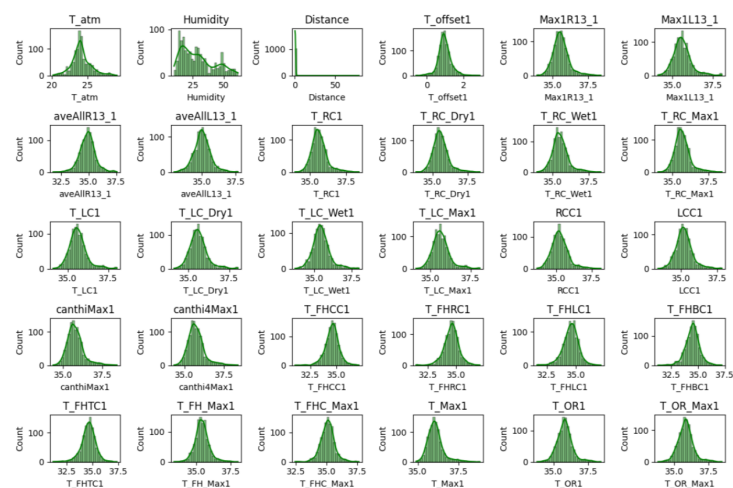 T_atm Humidity Distance T_offset1 Max1R13_1 Max1L13_1
Count 100 0 Count 100 0 Count 1000 0 Count 100 0 Count 100 0 Count 100 0
20 25 25 50 0 50 0 2 35.0 37.5 35.0 37.5
T_atm Humidity Distance T_offset1 Max1R13_1 Max1L13_1
aveAllR13_1 aveAllL13_1 T_RC1 T_RC_Dry1 T_RC_Wet1 T_RC_Max1
Count 100 0 Count 100 0 Count 100 0 Count 100 0 Count 100 0 Count 100 0
32.5 35.0 37.5 35.0 37.5 35.0 37.5 35.0 37.5 35.0 37.5 35.0 37.5
aveAllR13_1 aveAllL13_1 T_RC1 T_RC_Dry1 T_RC_Wet1 T_RC_Max1
T_LC1 T_LC_Dry1 T_LC_Wet1 T_LC_Max1 RCC1 LCC1
Count 100 0 Count 100 0 Count 100 0 Count 100 0 Count 100 0 Count 100 0
35.0 37.5 35.0 37.5 35.0 37.5 35.0 37.5 35.0 37.5 35.0 37.5
T_LC1 T_LC_Dry1 T_LC_Wet1 T_LC_Max1 RCC1 LCC1
canthiMax1 canthi4Max1 T_FHCC1 T_FHRC1 T_FHLC1 T_FHBC1
Count 100 0 Count 100 0 Count 100 0 Count 100 0 Count 100 0 Count 100 0
35.0 37.5 35.0 37.5 32.5 35.0 32.5 35.0 32.5 35.0 32.5 35.0 37.5
canthiMax1 canthi4Max1 T_FHCC1 T_FHRC1 T_FHLC1 T_FHBC1
T_FHTC1 T_FH_Max1 T_FHC_Max1 T_Max1 T_OR1 T_OR_Max1
Count 100 0 Count 100 0 Count 100 0 Count 100 0 Count 100 0 Count 100 0
32.5 35.0 37.5 35.0 37.5 32.5 35.0 37.5 35.0 37.5 35.0 37.5 35.0 37.5
T_FHTC1 T_FH_Max1 T_FHC_Max1 T_Max1 T_OR1 T_OR_Max1